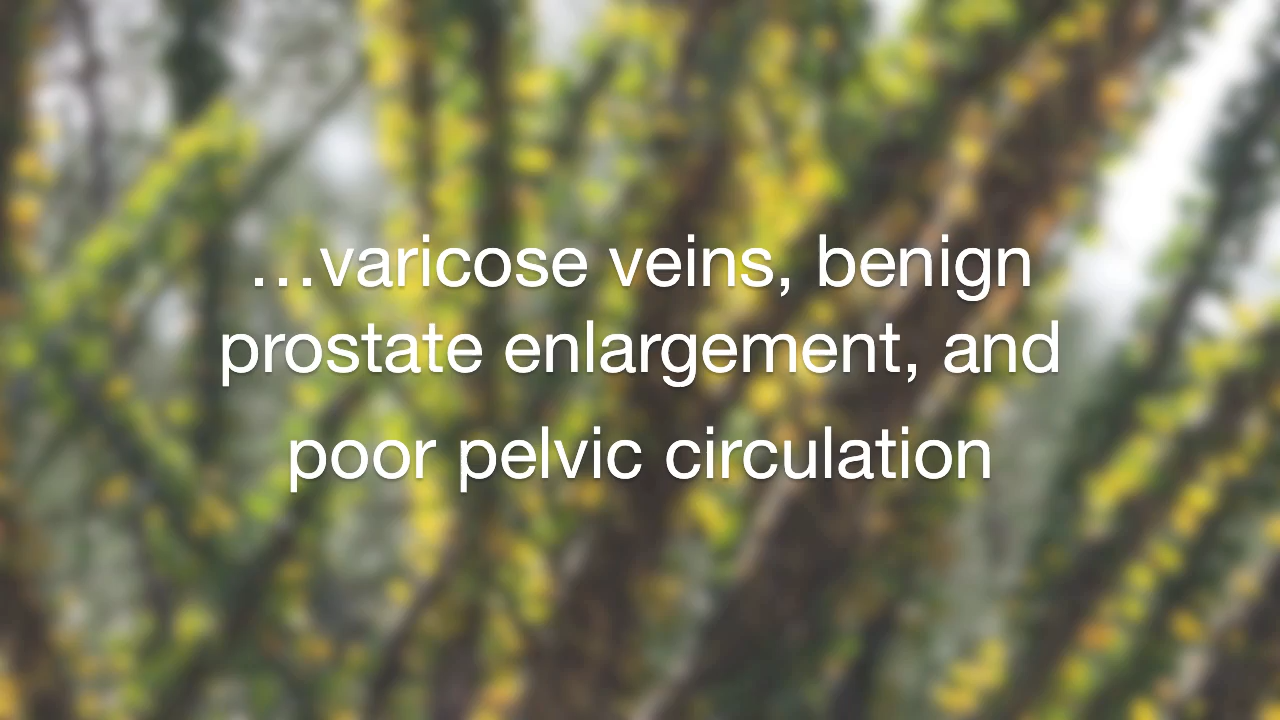 …varicose veins, benign
prostate enlargement, and
poor pelvic circulation